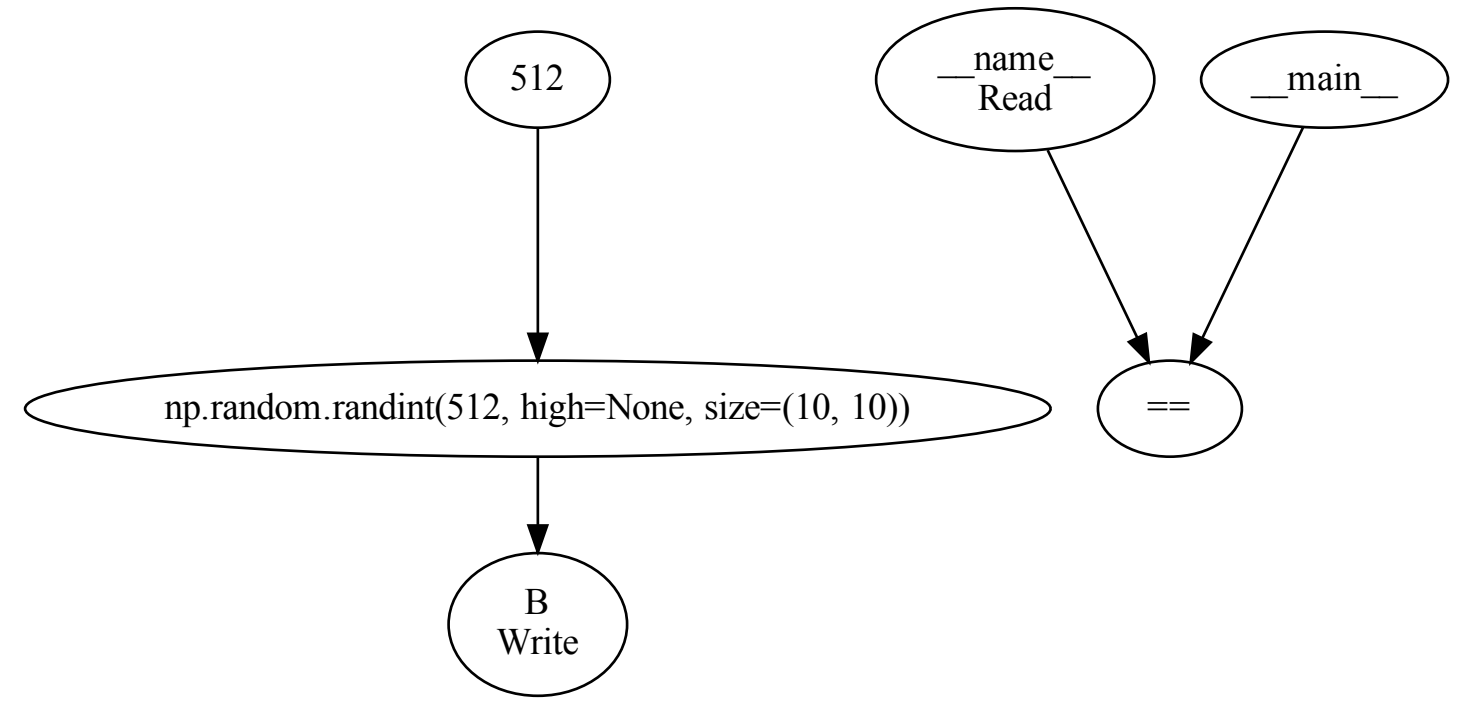 512
__name__
Read
__main__
np.random.randint(512, high=None, size=(10, 10))
==
B
Write